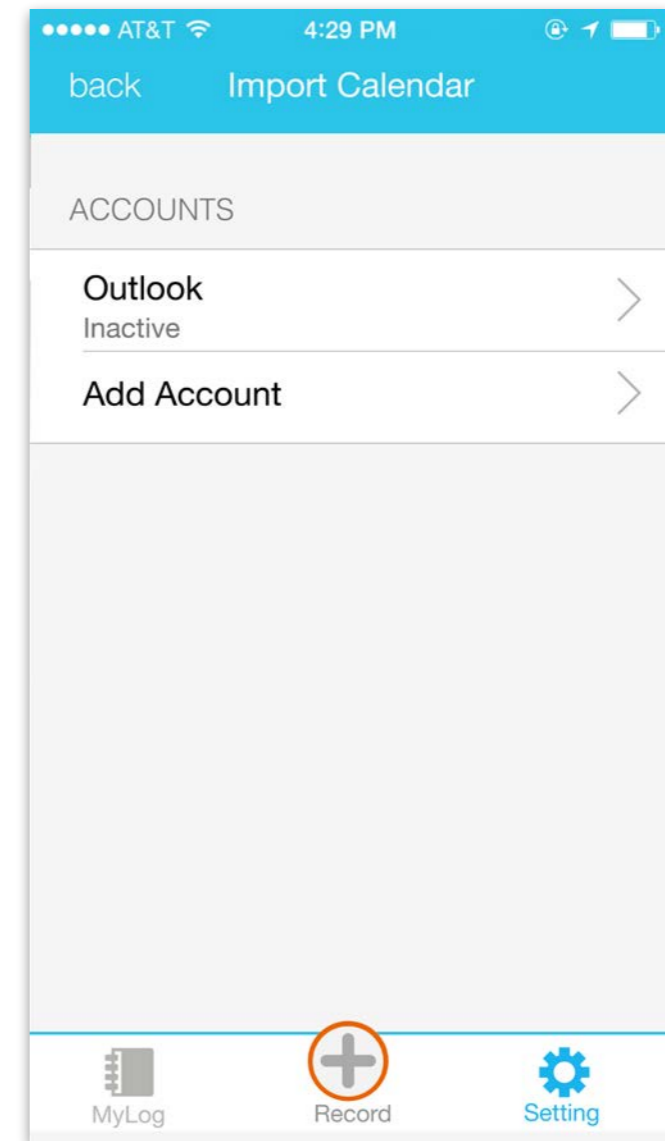 AT&T 4:29 PM
back Import Calendar
ACCOUNTS
Outlook
Inactive
Add Account
MyLog Record Setting